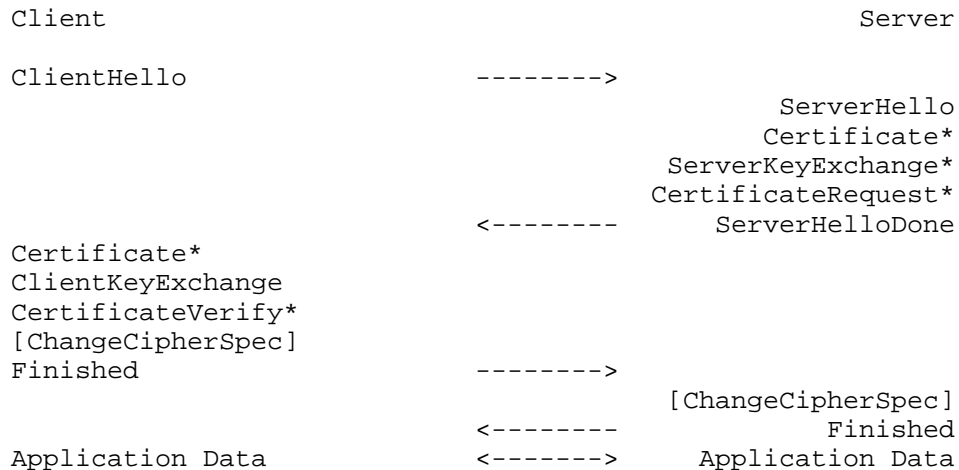 Client                                               Server

ClientHello                  -------->
                                                ServerHello
                                               Certificate*
                                         ServerKeyExchange*
                                        CertificateRequest*
                             <--------      ServerHelloDone
Certificate*
ClientKeyExchange
CertificateVerify*
[ChangeCipherSpec]
Finished                     -------->
                                         [ChangeCipherSpec]
                             <--------             Finished
Application Data             <------->     Application Data